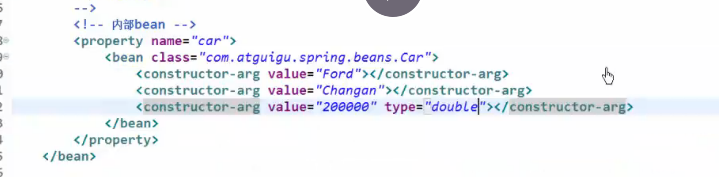 -->
<!-- 内部bean -->
<property name="car">
<bean class="com.atguigu.spring.beans.Car">
<constructor-arg value="Ford"></constructor-arg>
<constructor-arg value="Changan"></constructor-arg>
<constructor-arg value="200000" type="double"></constructor-arg>
</bean>
</property>
</bean>